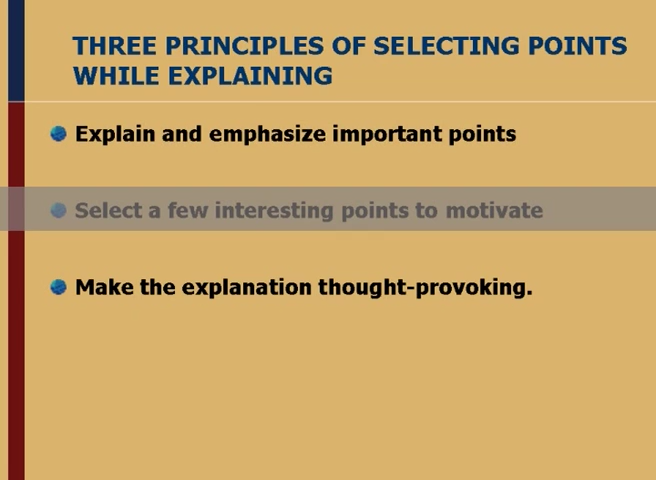 THREE PRINCIPLES OF SELECTING POINTS
WHILE EXPLAINING
Explain and emphasize important points
Select a few interesting points to motivate
Make the explanation thought-provoking.